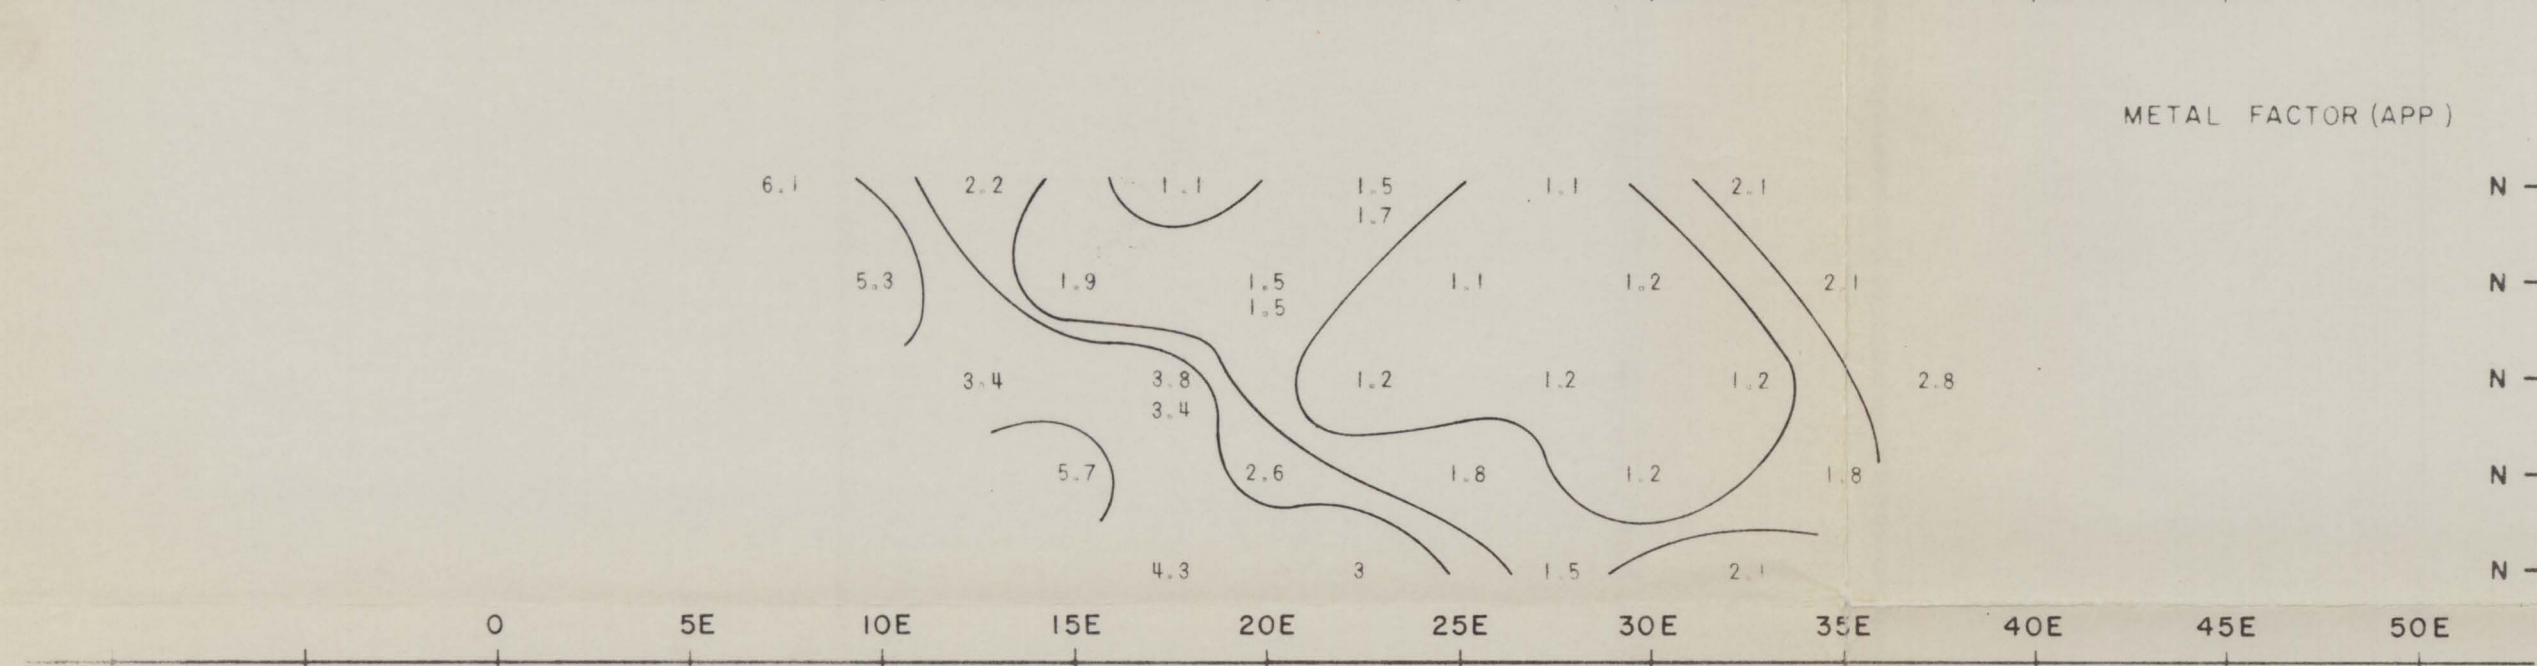 METAL FACTOR (APP)
6.1 2.2 1.1 1.5 1.1 2.1 N -
1.7
5.3 1.9 1.5 1.1 1.2 2.1 N -
1.5
3.4 3.8 1.2 1.2 1.2 2.8 N -
3.4
5.7 2.6 1.8 1.2 1.8 N -
4.3 3 1.5 2.1 N -
0 5E 10E 15E 20E 25E 30E 35E 40E 45E 50E